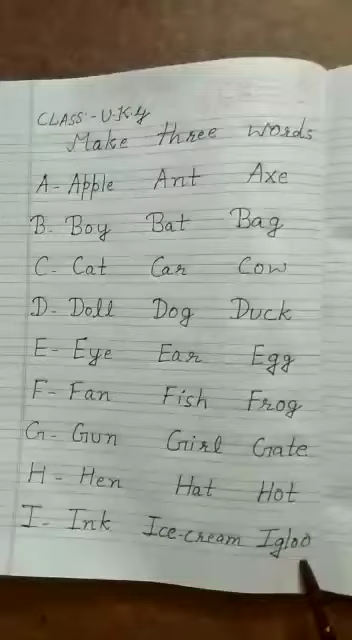 CLASS:- U.K.G
Make three words
A- Apple Ant Axe
B- Boy Bat Bag
C- Cat Car Cow
D- Doll Dog Duck
E- Eye Ear Egg
F- Fan Fish Frog
G- Gun Girl Gate
H- Hen Hat Hot
I- Ink Ice-cream Igloo